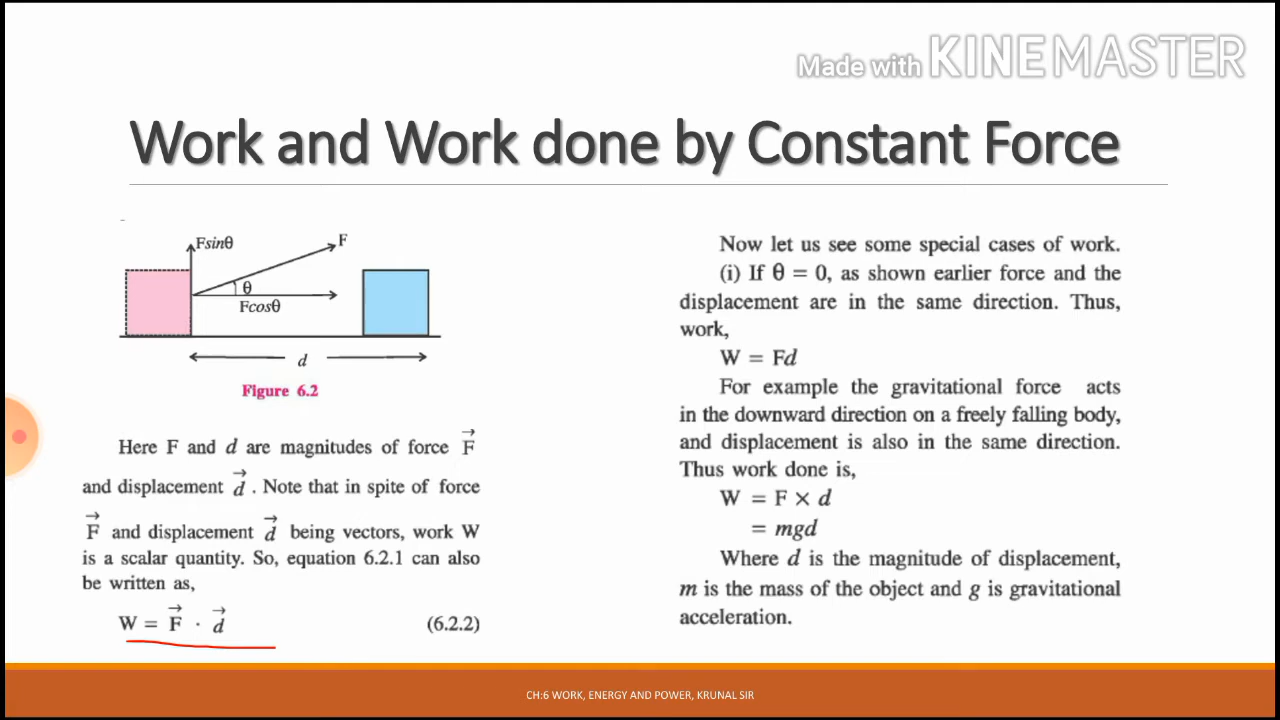 Made with KINEMASTER
Work and Work done by Constant Force
Fsinθ
F
θ
Fcosθ
d
Figure 6.2
Here F and d are magnitudes of force F⃗
and displacement d⃗ . Note that in spite of force
F⃗ and displacement d⃗ being vectors, work W
is a scalar quantity. So, equation 6.2.1 can also
be written as,
W = F⃗ · d⃗ (6.2.2)
Now let us see some special cases of work.
(i) If θ = 0, as shown earlier force and the
displacement are in the same direction. Thus,
work,
W = Fd
For example the gravitational force acts
in the downward direction on a freely falling body,
and displacement is also in the same direction.
Thus work done is,
W = F × d
= mgd
Where d is the magnitude of displacement,
m is the mass of the object and g is gravitational
acceleration.
CH:6 WORK, ENERGY AND POWER, KRUNAL SIR